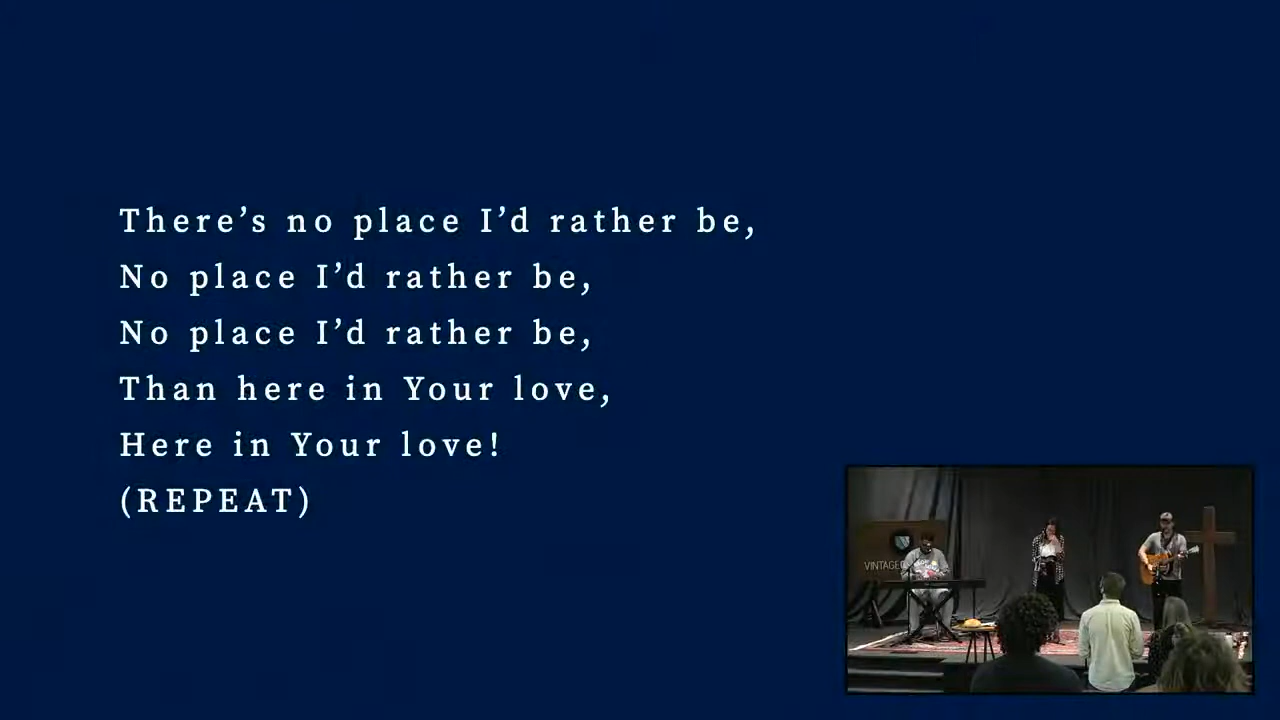 There’s no place I’d rather be,
No place I’d rather be,
No place I’d rather be,
Than here in Your love,
Here in Your love!
(REPEAT)
VINTAGE